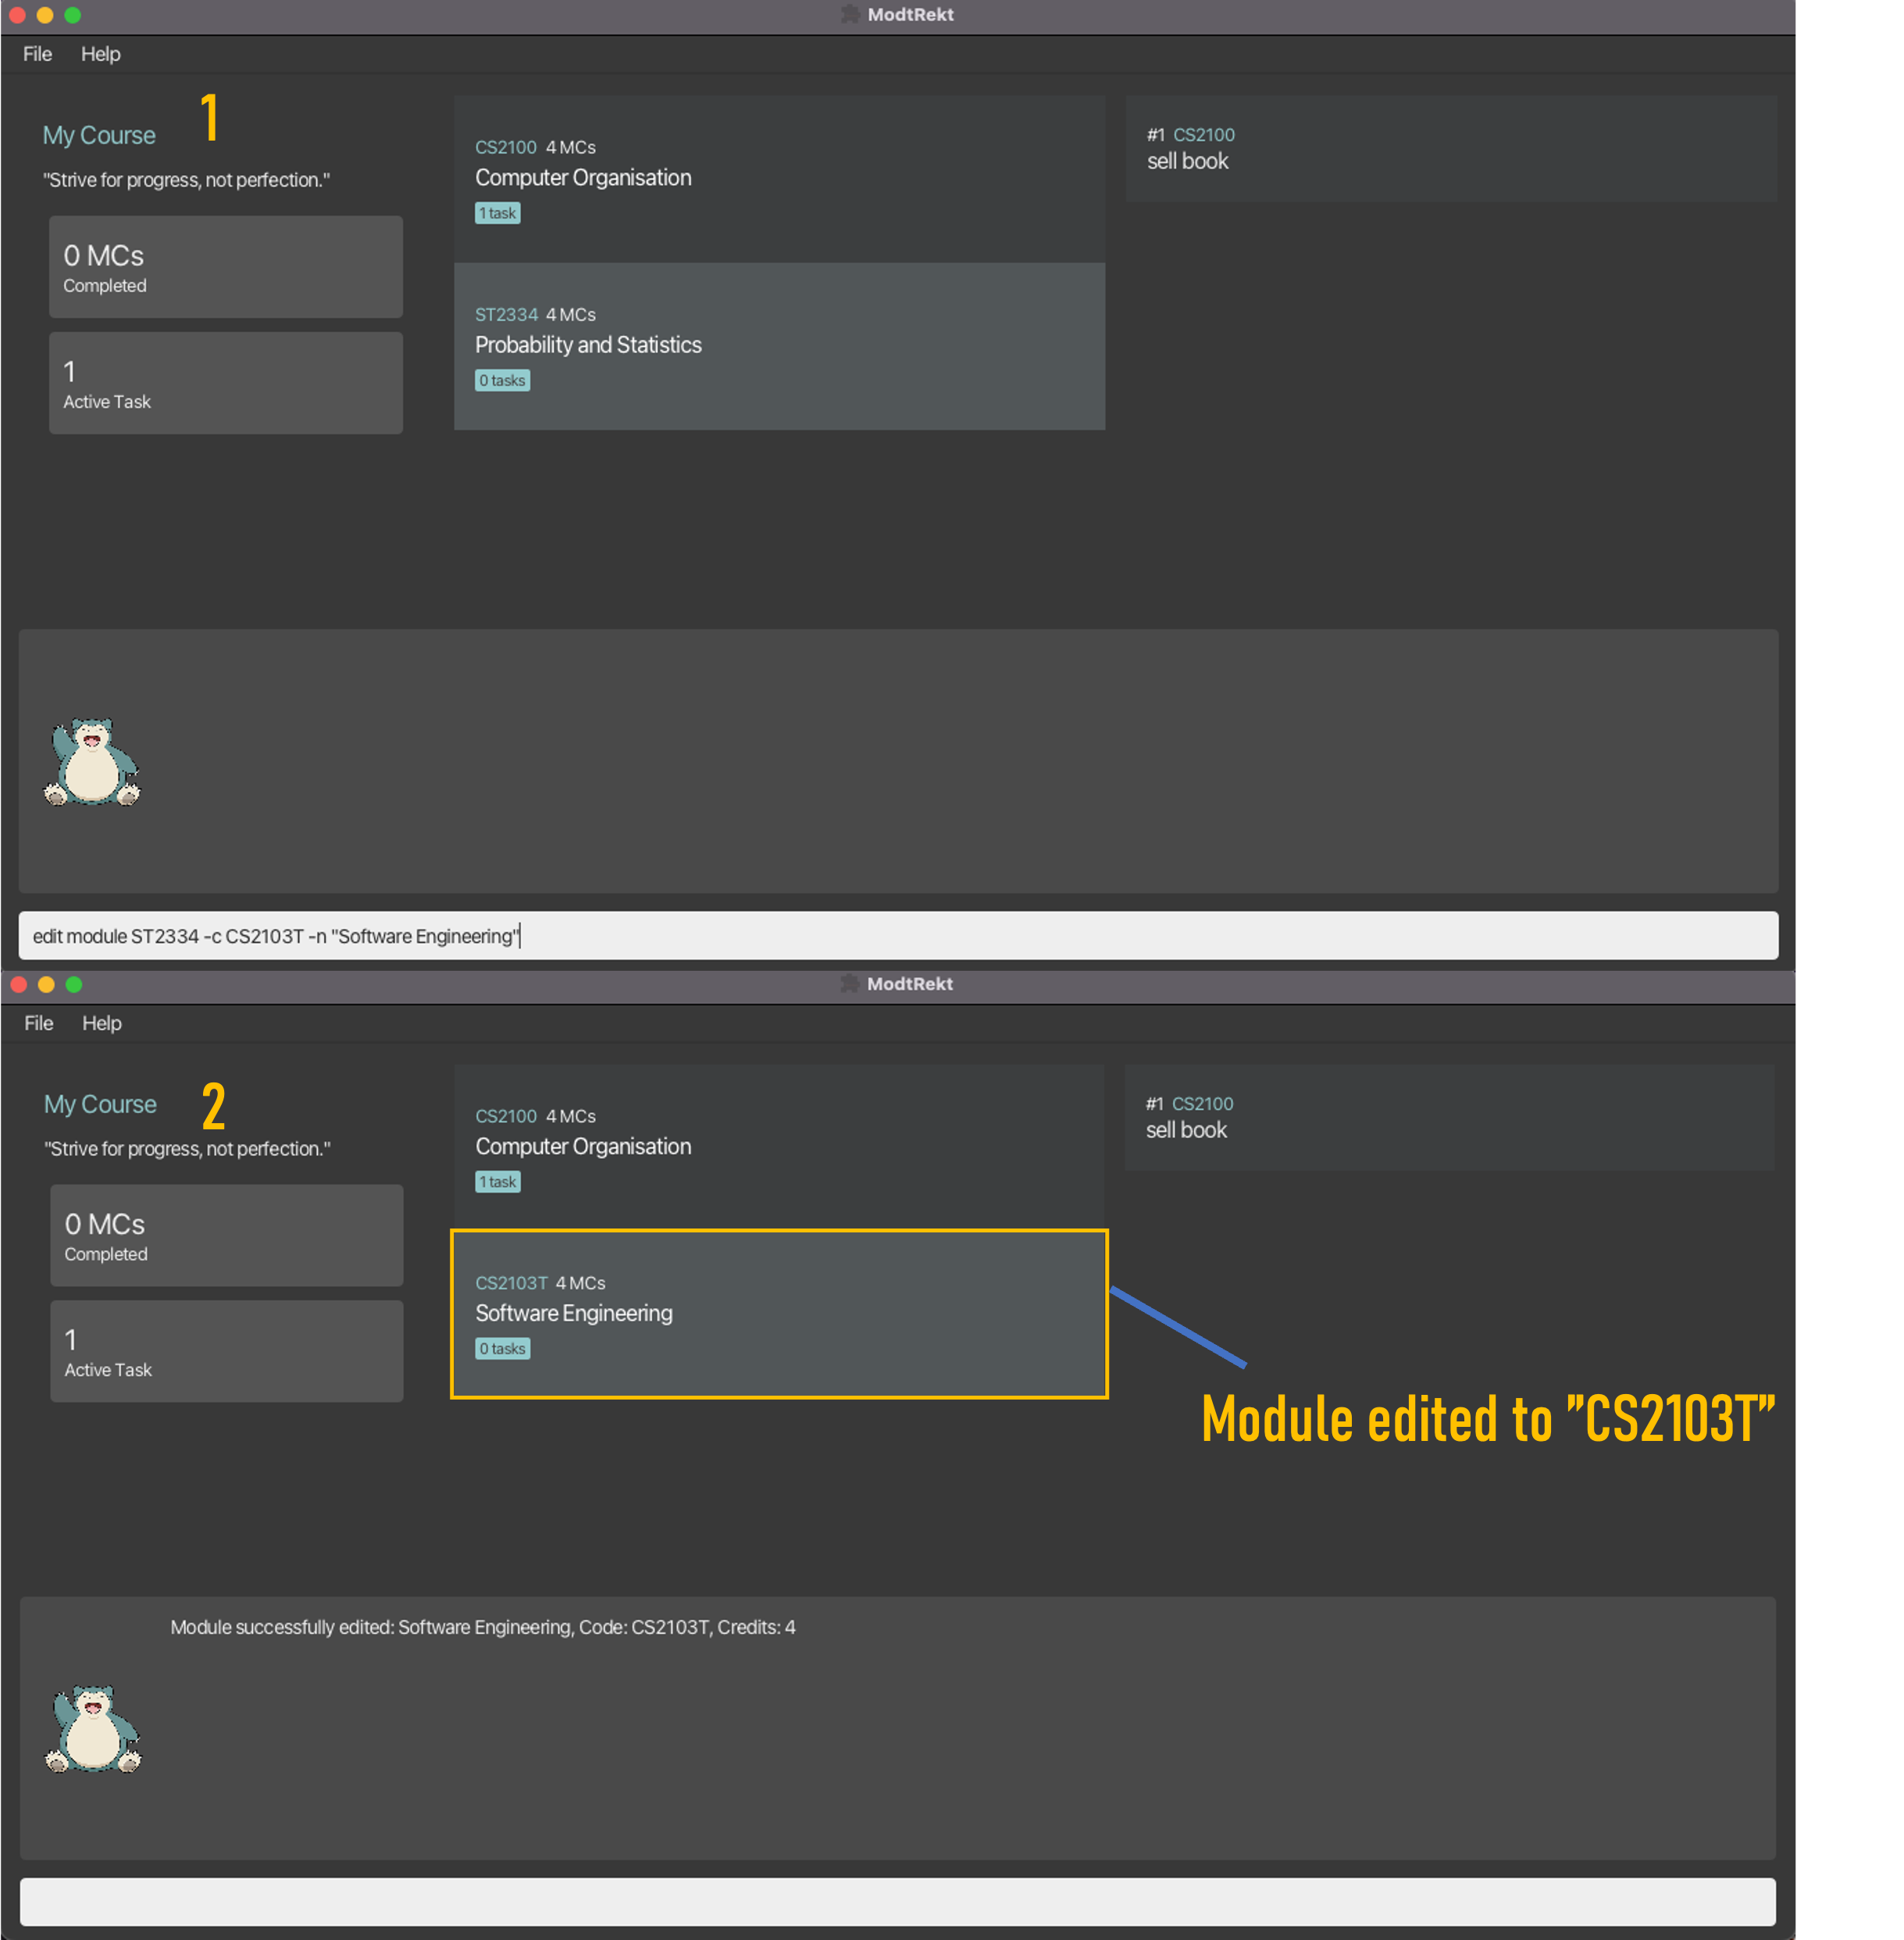 ModtRekt
File Help
1
My Course
"Strive for progress, not perfection."
0 MCs
Completed
1
Active Task
CS2100 4 MCs
Computer Organisation
1 task
ST2334 4 MCs
Probability and Statistics
0 tasks
#1 CS2100
sell book
edit module ST2334 -c CS2103T -n "Software Engineering"
ModtRekt
File Help
2
My Course
"Strive for progress, not perfection."
0 MCs
Completed
1
Active Task
CS2100 4 MCs
Computer Organisation
1 task
CS2103T 4 MCs
Software Engineering
0 tasks
#1 CS2100
sell book
Module edited to ”CS2103T”
Module successfully edited: Software Engineering, Code: CS2103T, Credits: 4